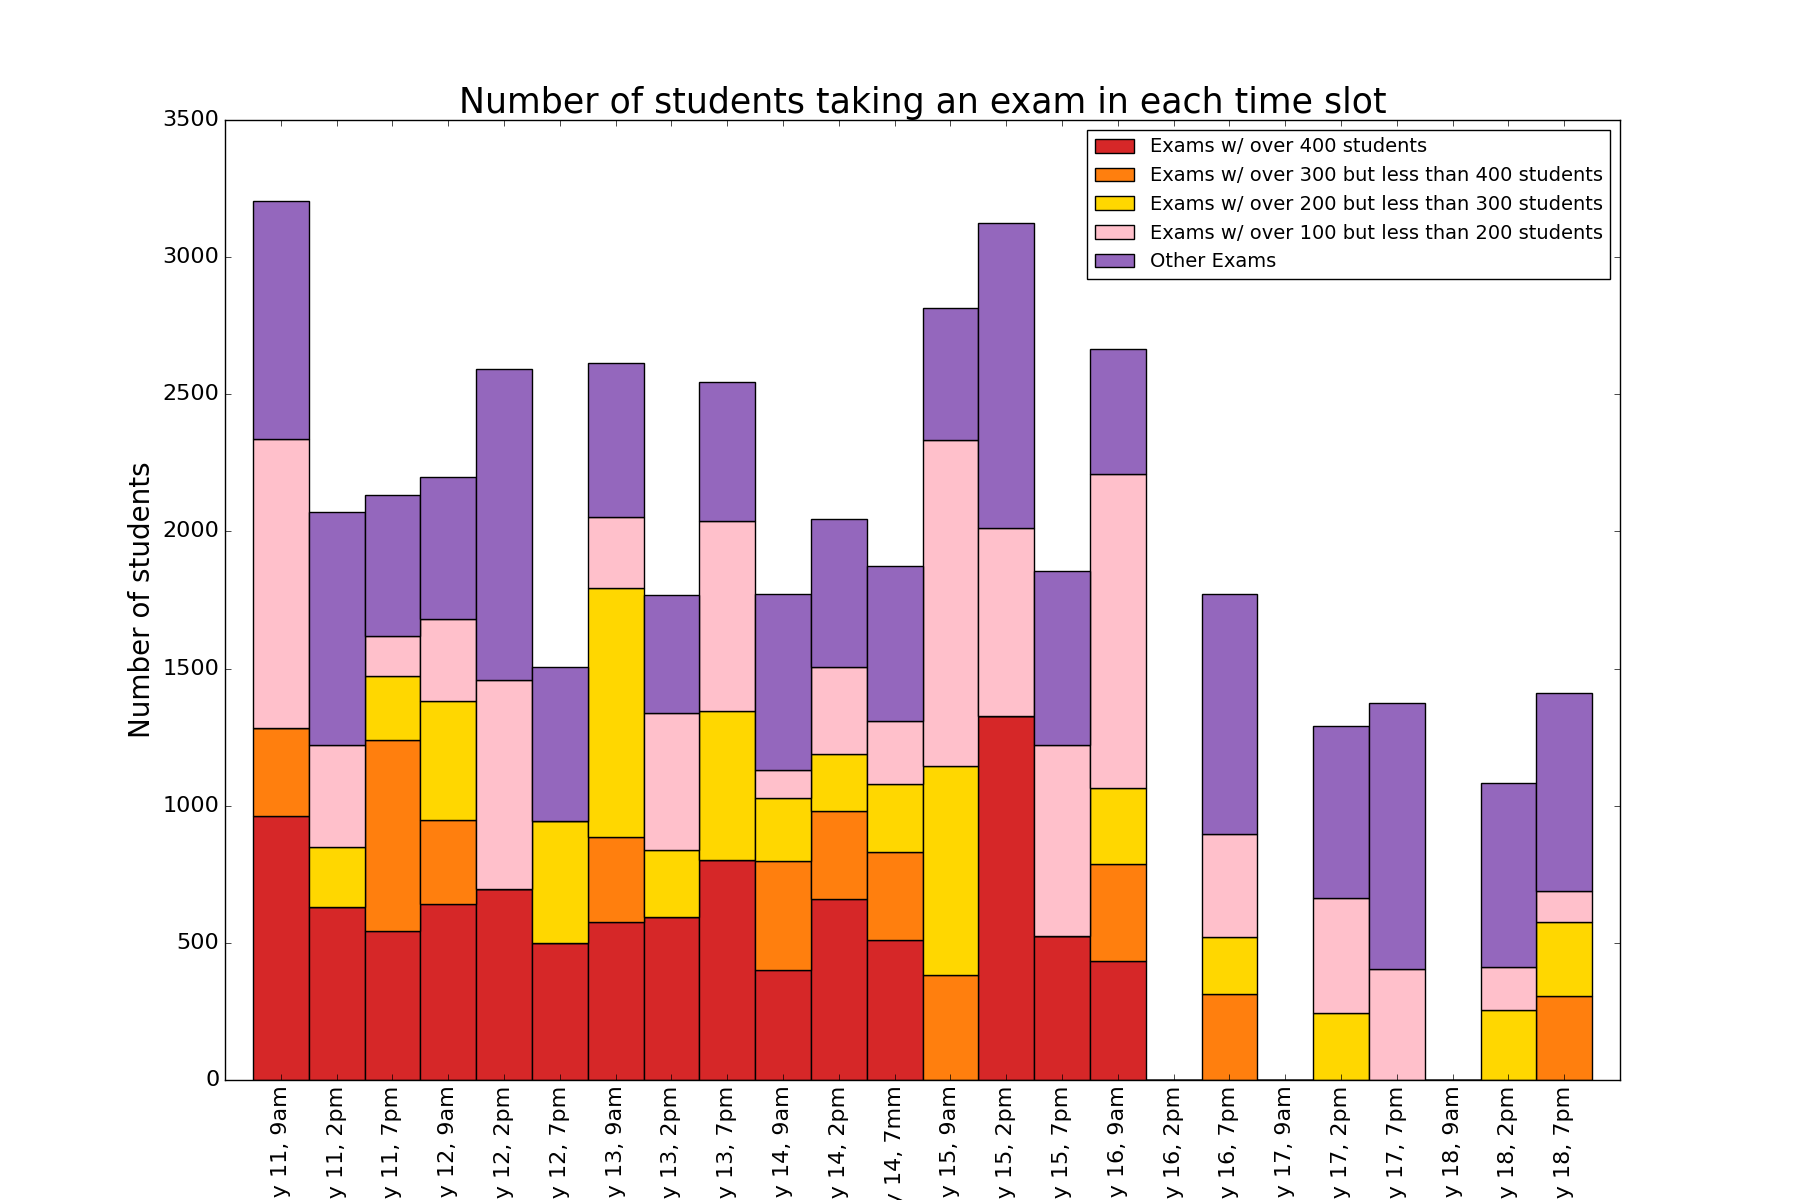 Number of students taking an exam in each time slot
3500
3000
2500
2000
1500
1000
500
0
Number of students
Exams w/ over 400 students
Exams w/ over 300 but less than 400 students
Exams w/ over 200 but less than 300 students
Exams w/ over 100 but less than 200 students
Other Exams
y 11, 9am
y 11, 2pm
y 11, 7pm
y 12, 9am
y 12, 2pm
y 12, 7pm
y 13, 9am
y 13, 2pm
y 13, 7pm
y 14, 9am
y 14, 2pm
y 14, 7mm
y 15, 9am
y 15, 2pm
y 15, 7pm
y 16, 9am
y 16, 2pm
y 16, 7pm
y 17, 9am
y 17, 2pm
y 17, 7pm
y 18, 9am
y 18, 2pm
y 18, 7pm